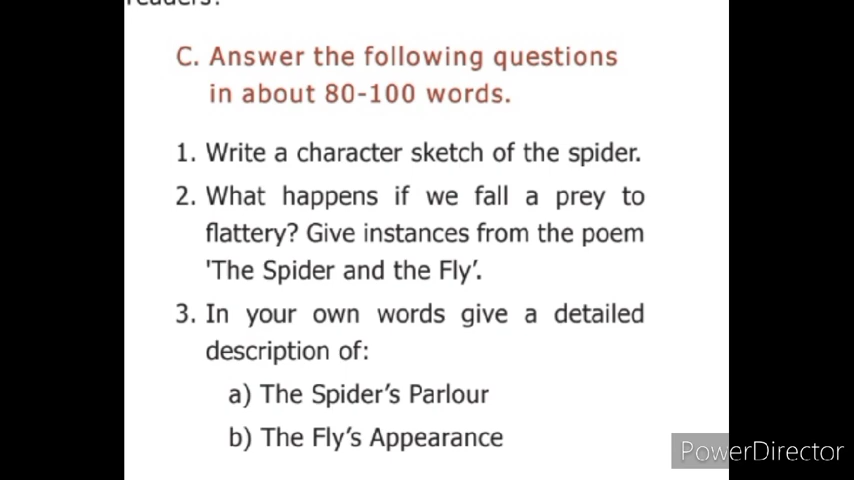 readers?
C. Answer the following questions
in about 80-100 words.
1. Write a character sketch of the spider.
2. What happens if we fall a prey to
flattery? Give instances from the poem
'The Spider and the Fly'.
3. In your own words give a detailed
description of:
a) The Spider's Parlour
b) The Fly's Appearance
PowerDirector